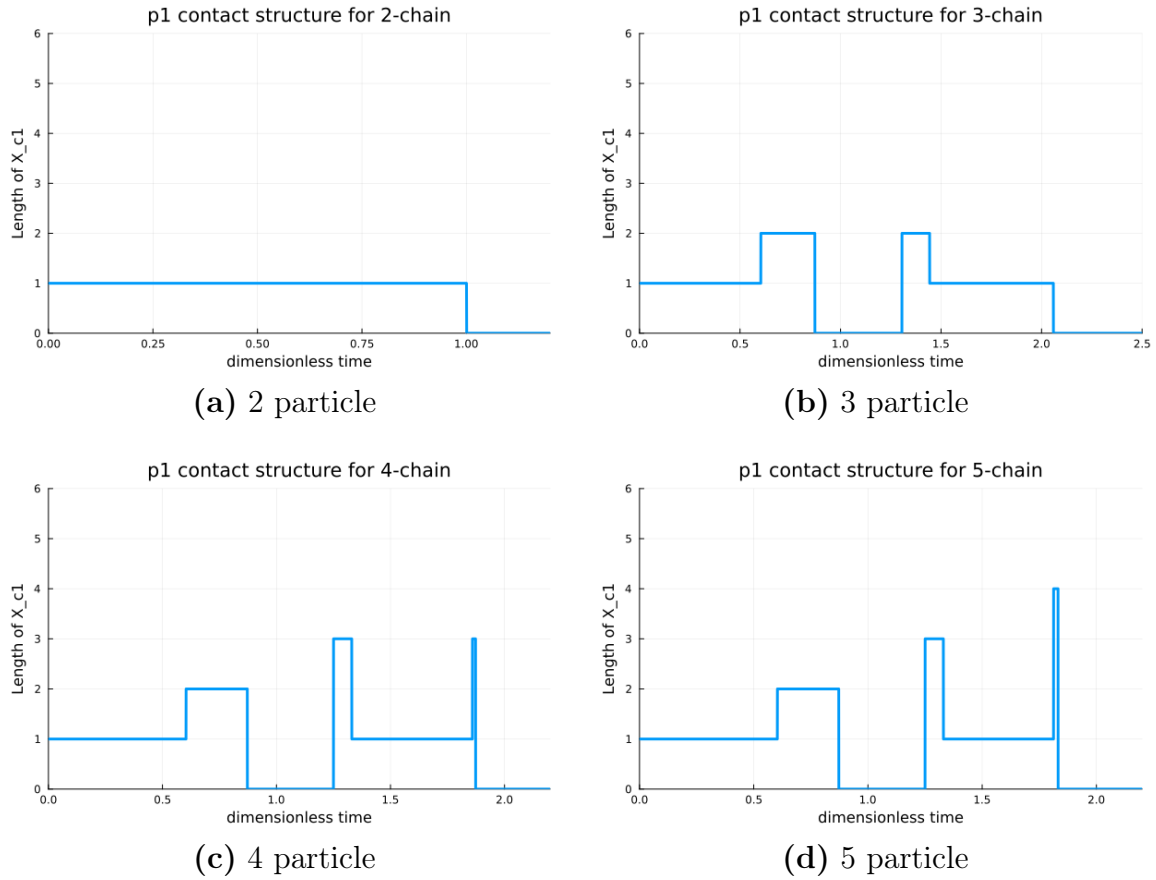 p1 contact structure for 2-chain
6
5
4
3
2
1
0
Length of X_c1
0.00 0.25 0.50 0.75 1.00
dimensionless time
(a) 2 particle
p1 contact structure for 3-chain
6
5
4
3
2
1
0
Length of X_c1
0.0 0.5 1.0 1.5 2.0 2.5
dimensionless time
(b) 3 particle
p1 contact structure for 4-chain
6
5
4
3
2
1
0
Length of X_c1
0.0 0.5 1.0 1.5 2.0
dimensionless time
(c) 4 particle
p1 contact structure for 5-chain
6
5
4
3
2
1
0
Length of X_c1
0.0 0.5 1.0 1.5 2.0
dimensionless time
(d) 5 particle